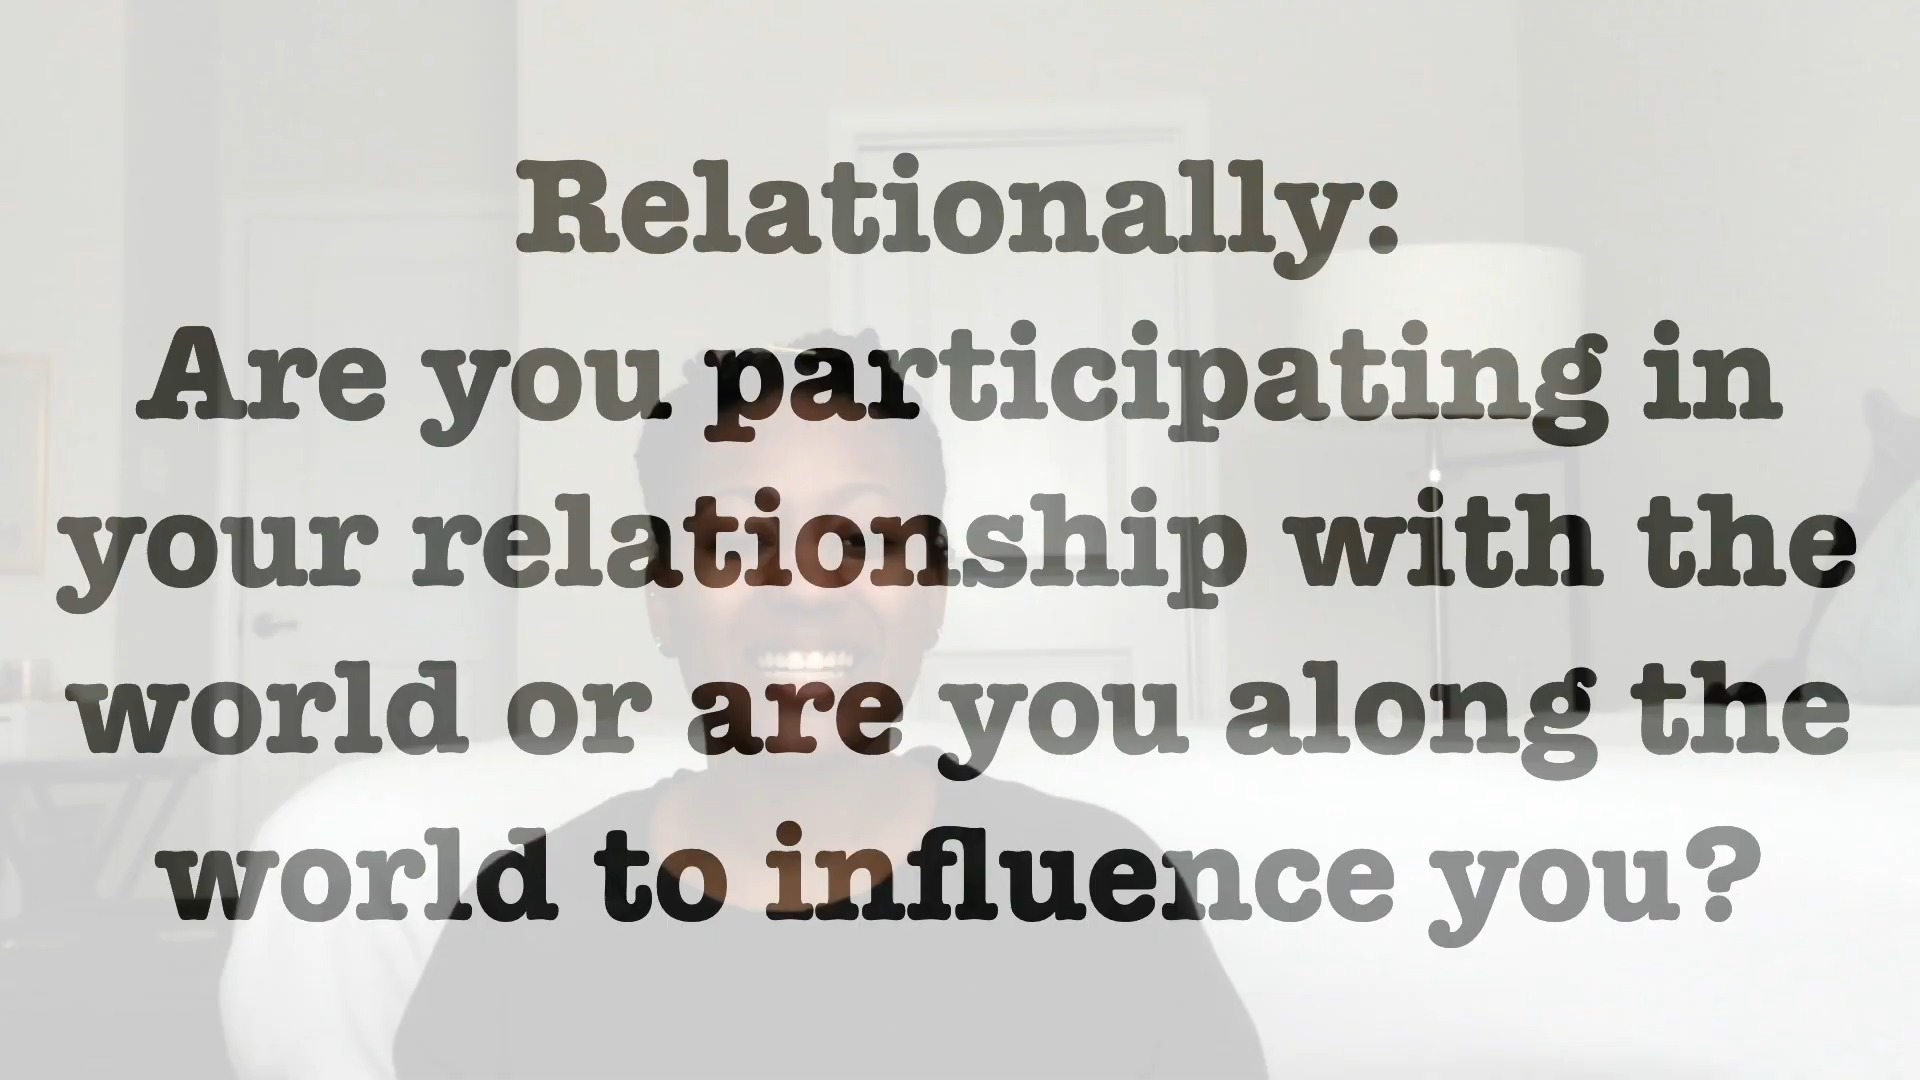 Relationally:
Are you participating in
your relationship with the
world or are you along the
world to influence you?